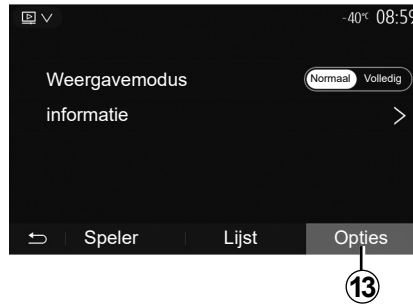 -40℃ 08:59
Weergavemodus Normaal Volledig
informatie
Speler Lijst Opties
13